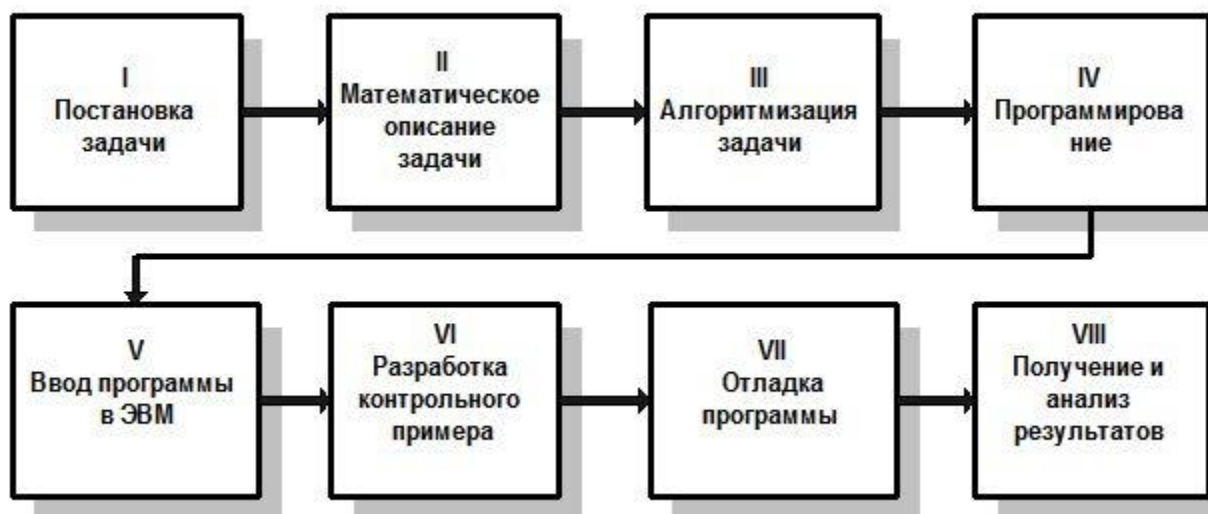 I
Постановка
задачи
II
Математическое
описание
задачи
III
Алгоритмизация
задачи
IV
Программирова
ние
V
Ввод программы
в ЭВМ
VI
Разработка
контрольного
примера
VII
Отладка
программы
VIII
Получение и
анализ
результатов